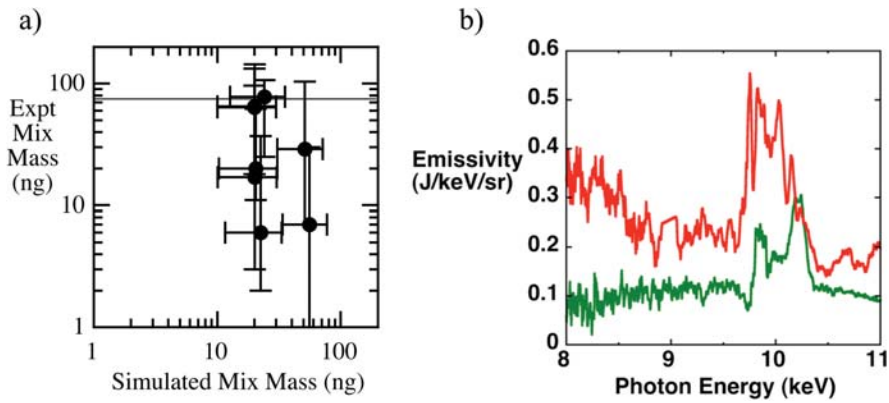 a)
100
Expt
Mix
Mass
(ng)
10
1
1
10
100
Simulated Mix Mass (ng)
b)
0.6
0.5
0.4
Emissivity
(J/keV/sr)
0.3
0.2
0.1
0
8
9
10
11
Photon Energy (keV)